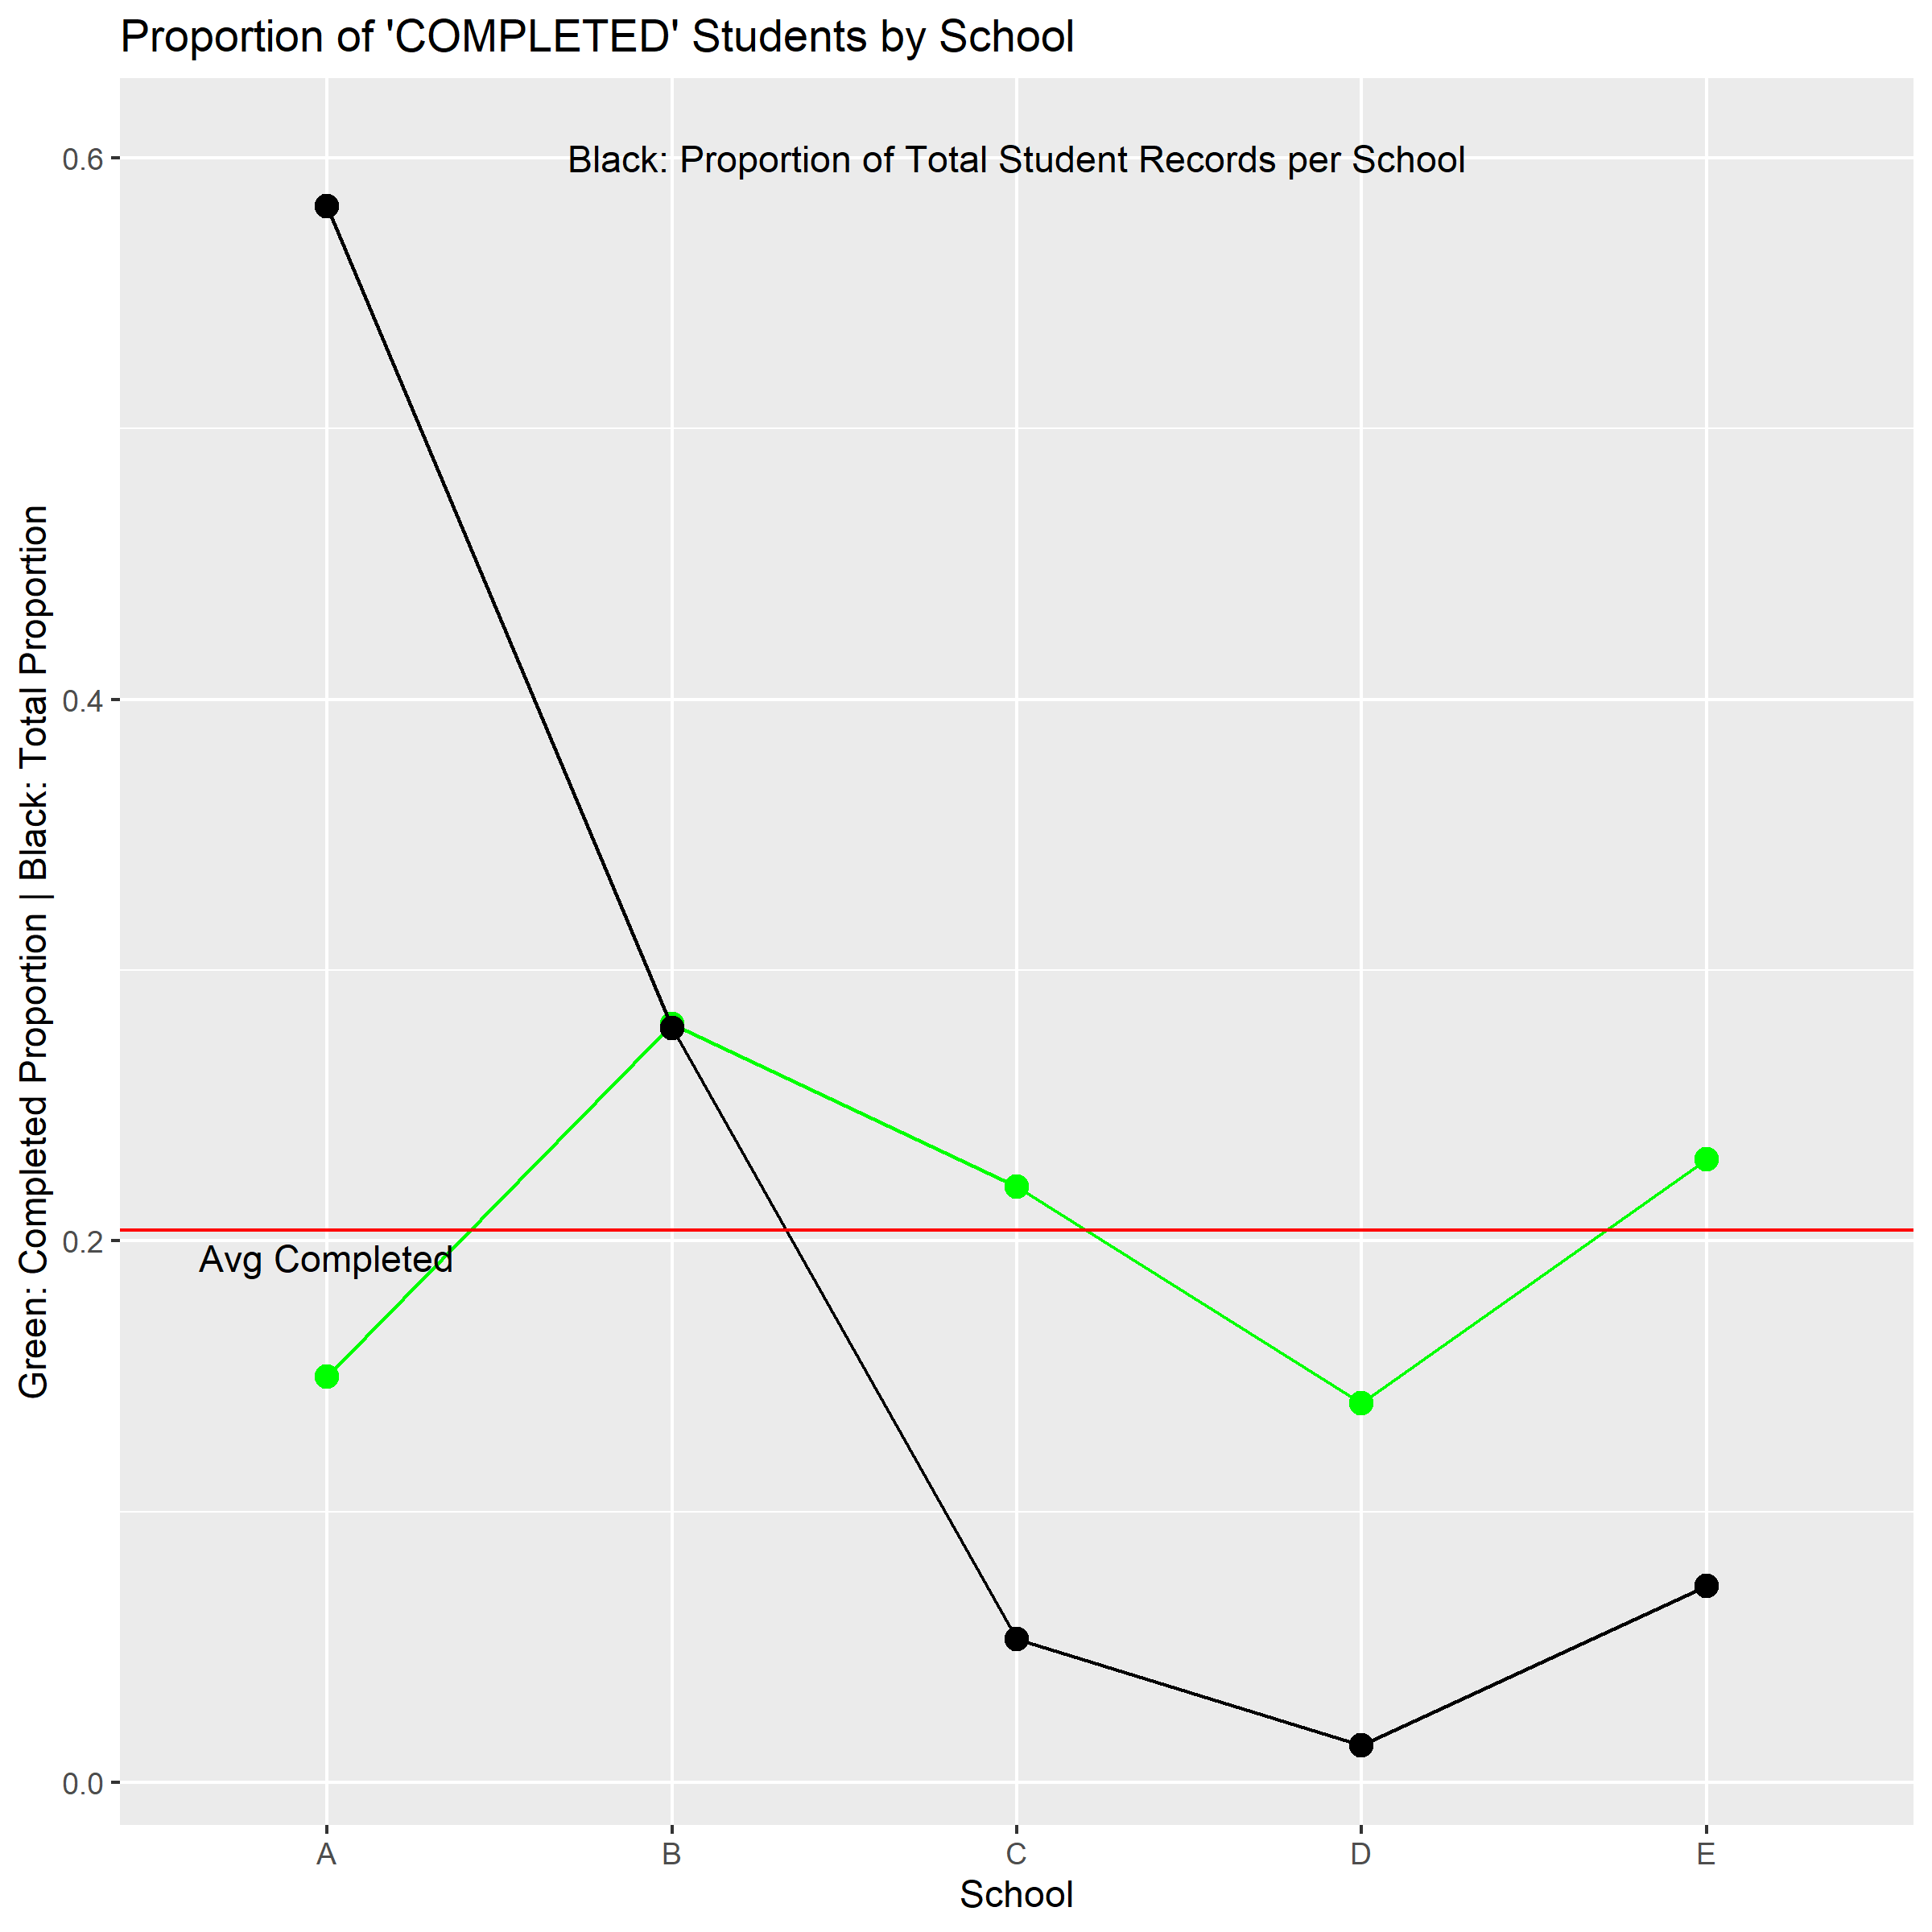 Proportion of 'COMPLETED' Students by School
Green: Completed Proportion | Black: Total Proportion
0.6
0.4
0.2
0.0
Black: Proportion of Total Student Records per School
Avg Completed
A
B
C
D
E
School